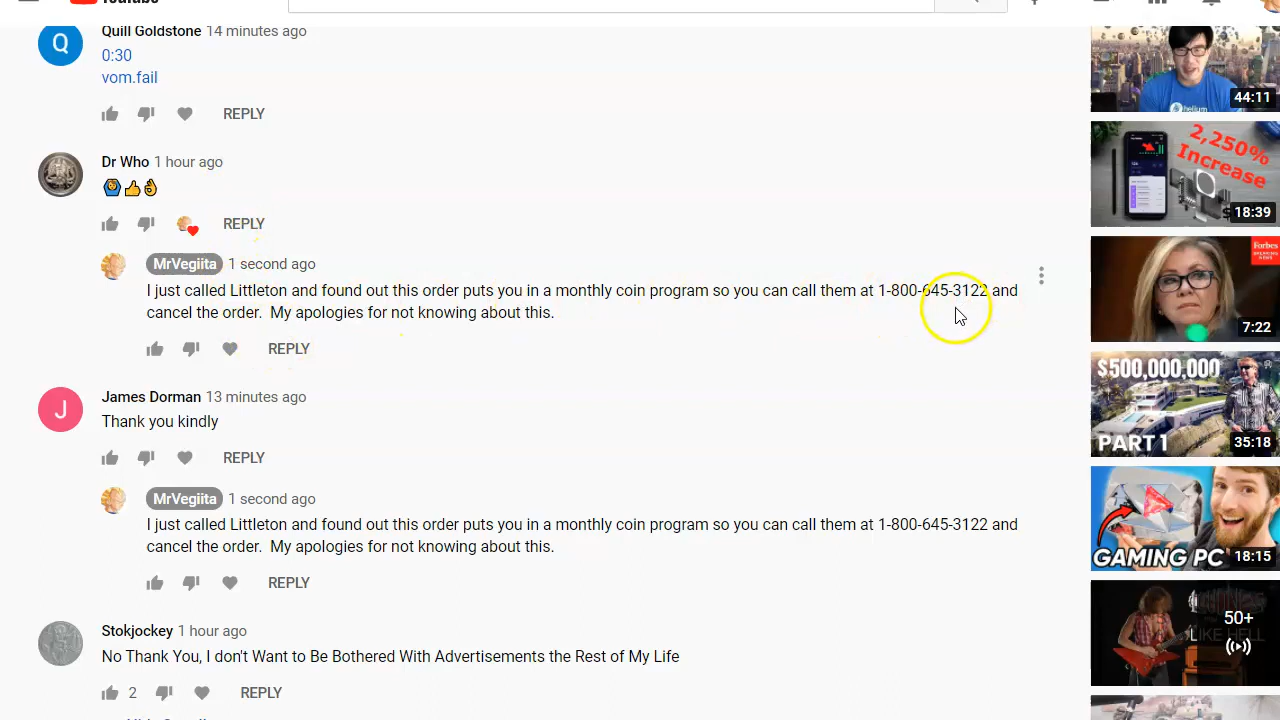 YouTube
Quill Goldstone 14 minutes ago
0:30
vom.fail
REPLY
Dr Who 1 hour ago
REPLY
MrVegiita 1 second ago
I just called Littleton and found out this order puts you in a monthly coin program so you can call them at 1-800-645-3122 and
cancel the order.  My apologies for not knowing about this.
REPLY
James Dorman 13 minutes ago
Thank you kindly
REPLY
MrVegiita 1 second ago
I just called Littleton and found out this order puts you in a monthly coin program so you can call them at 1-800-645-3122 and
cancel the order.  My apologies for not knowing about this.
REPLY
Stokjockey 1 hour ago
No Thank You, I don't Want to Be Bothered With Advertisements the Rest of My Life
2 REPLY
helium
44:11
2,250%
Increase
18:39
Forbes
BREAKING
NEWS
7:22
$500,000,000
PART 1
35:18
GAMING PC
18:15
LIKE HELL
50+